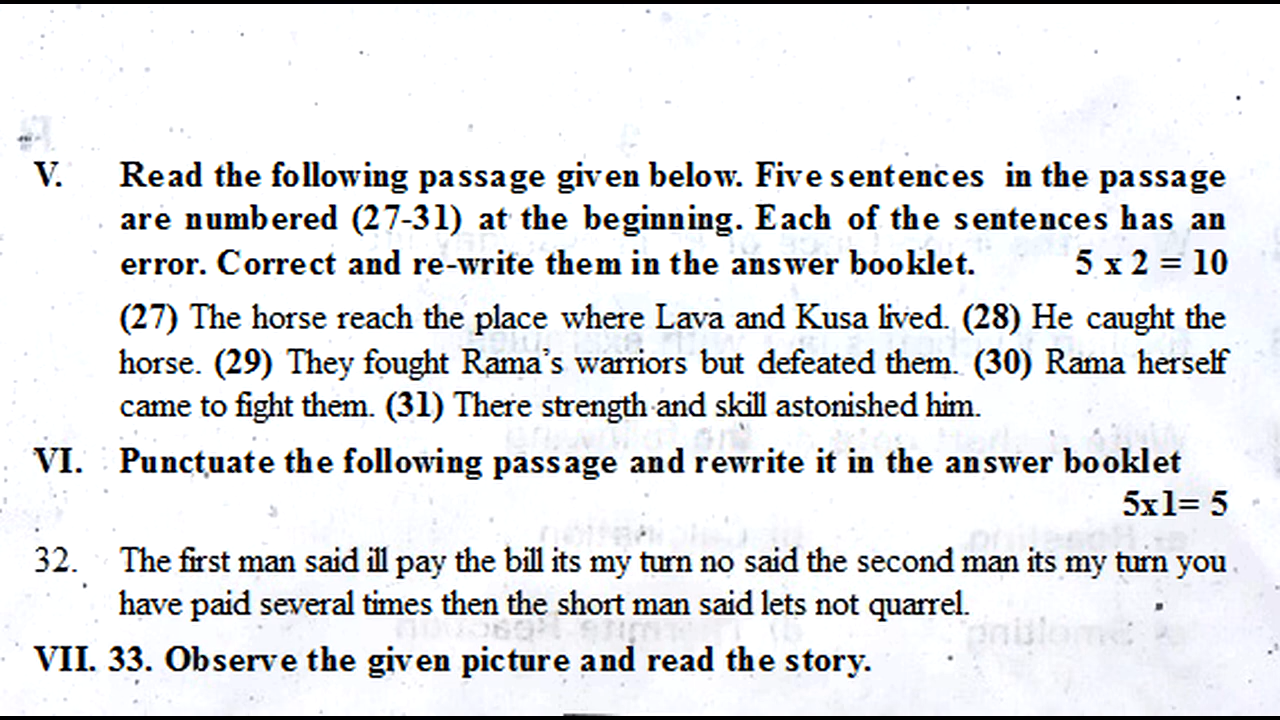 V. Read the following passage given below. Five sentences in the passage
are numbered (27-31) at the beginning. Each of the sentences has an
error. Correct and re-write them in the answer booklet. 5 x 2 = 10
(27) The horse reach the place where Lava and Kusa lived. (28) He caught the
horse. (29) They fought Rama's warriors but defeated them. (30) Rama herself
came to fight them. (31) There strength and skill astonished him.
VI. Punctuate the following passage and rewrite it in the answer booklet
5x1= 5
32. The first man said ill pay the bill its my turn no said the second man its my turn you
have paid several times then the short man said lets not quarrel.
VII. 33. Observe the given picture and read the story.